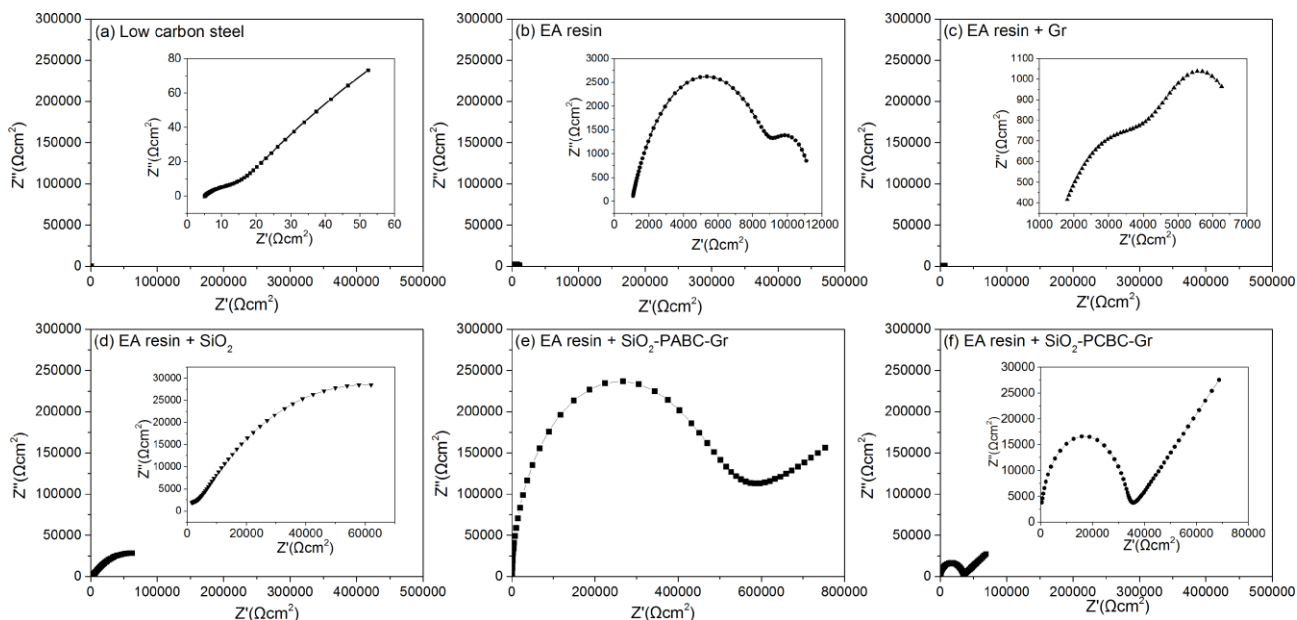 (a) Low carbon steel
300000
250000
200000
150000
100000
50000
0
Z''(Ωcm2)
0 100000 200000 300000 400000 500000
Z'(Ωcm2)
80
60
40
20
0
Z''(Ωcm2)
0 10 20 30 40 50 60
Z'(Ωcm2)
(b) EA resin
300000
250000
200000
150000
100000
50000
0
Z''(Ωcm2)
0 100000 200000 300000 400000 500000
Z'(Ωcm2)
3000
2500
2000
1500
1000
500
0
Z''(Ωcm2)
0 2000 4000 6000 8000 10000 12000
Z'(Ωcm2)
(c) EA resin + Gr
300000
250000
200000
150000
100000
50000
0
Z''(Ωcm2)
0 100000 200000 300000 400000 500000
Z'(Ωcm2)
1100
1000
900
800
700
600
500
400
Z''(Ωcm2)
1000 2000 3000 4000 5000 6000 7000
Z'(Ωcm2)
(d) EA resin + SiO2
300000
250000
200000
150000
100000
50000
0
Z''(Ωcm2)
0 100000 200000 300000 400000 500000
Z'(Ωcm2)
30000
25000
20000
15000
10000
5000
0
Z''(Ωcm2)
0 20000 40000 60000
Z'(Ωcm2)
(e) EA resin + SiO2-PABC-Gr
300000
250000
200000
150000
100000
50000
0
Z''(Ωcm2)
0 200000 400000 600000 800000
Z'(Ωcm2)
(f) EA resin + SiO2-PCBC-Gr
300000
250000
200000
150000
100000
50000
0
Z''(Ωcm2)
0 100000 200000 300000 400000 500000
Z'(Ωcm2)
30000
25000
20000
15000
10000
5000
0
Z''(Ωcm2)
0 20000 40000 60000 80000
Z'(Ωcm2)